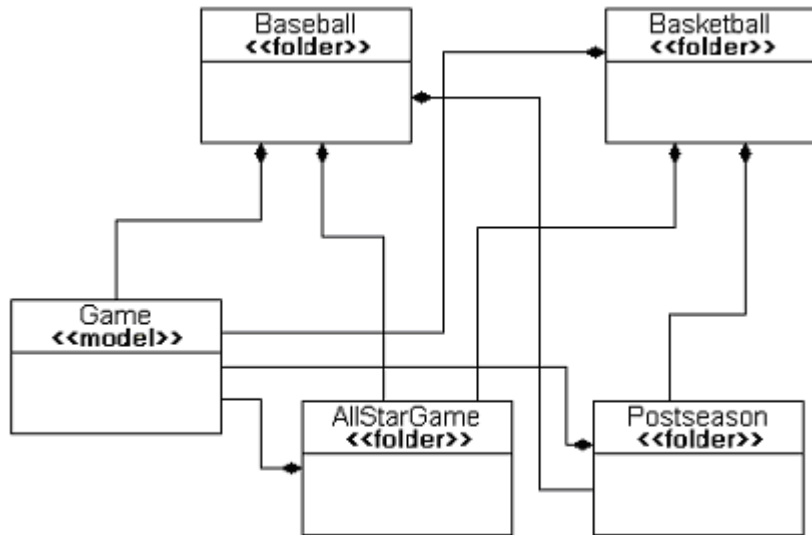 Baseball
<<folder>>
Basketball
<<folder>>
Game
<<model>>
AllStarGame
<<folder>>
Postseason
<<folder>>